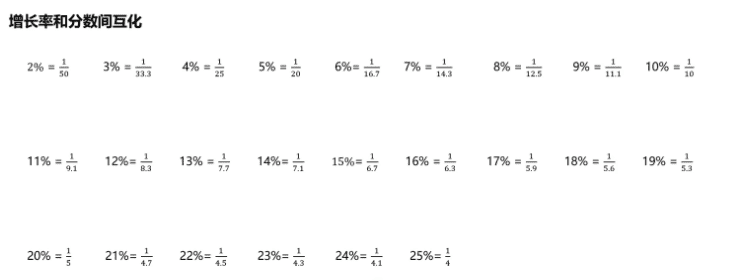 增长率和分数间互化
2% = 1/50 3% = 1/33.3 4% = 1/25 5% = 1/20 6%= 1/16.7 7% = 1/14.3 8% = 1/12.5 9% = 1/11.1 10% = 1/10
11% = 1/9.1 12%= 1/8.3 13% = 1/7.7 14%= 1/7.1 15%= 1/6.7 16% = 1/6.3 17% = 1/5.9 18% = 1/5.6 19% = 1/5.3
20% = 1/5 21%= 1/4.7 22%= 1/4.5 23%= 1/4.3 24%= 1/4.1 25%= 1/4